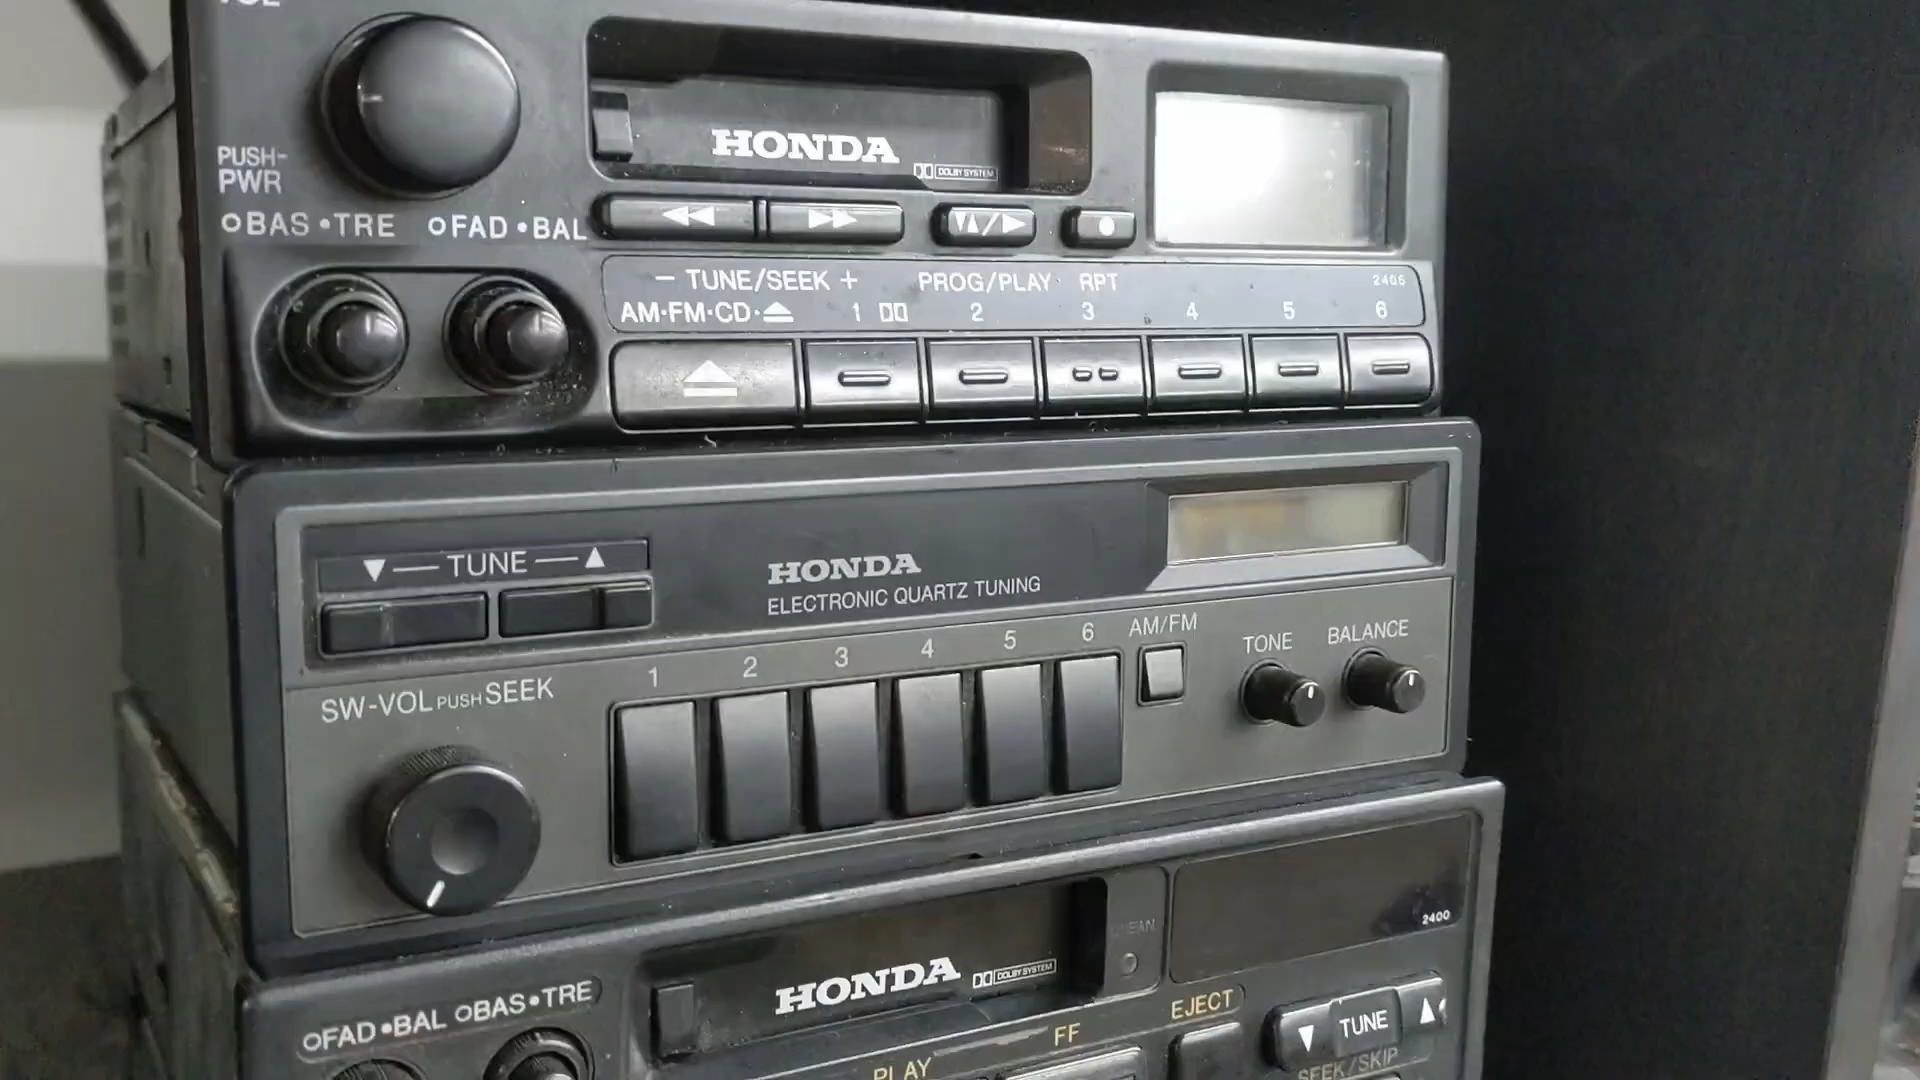 HONDA
DOLBY SYSTEM
PUSH-
PWR
BAS • TRE FAD • BAL
− TUNE/SEEK + PROG/PLAY RPT 2406
AM·FM·CD· 1 2 3 4 5 6
TUNE
HONDA
ELECTRONIC QUARTZ TUNING
SW-VOL PUSH SEEK
1 2 3 4 5 6 AM/FM
TONE BALANCE
2400
HONDA
DOLBY SYSTEM
FAD • BAL BAS • TRE
EJECT
PLAY FF
TUNE
SEEK/SKIP